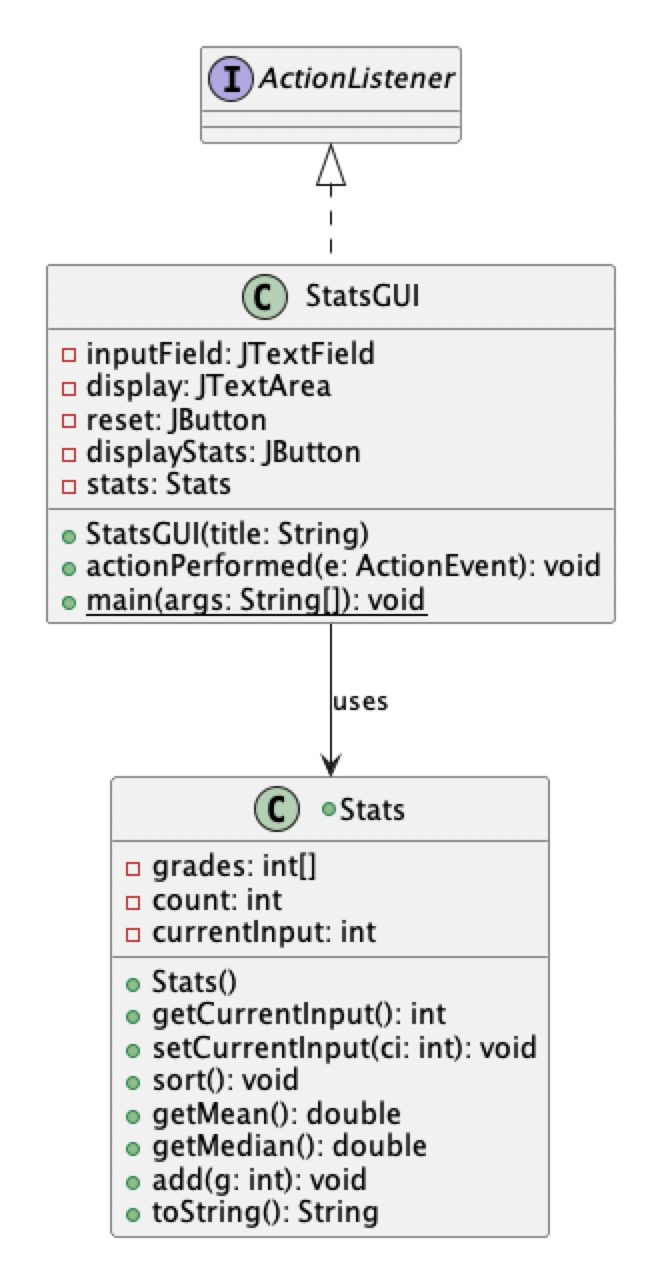 I ActionListener
C StatsGUI
inputField: JTextField
display: JTextArea
reset: JButton
displayStats: JButton
stats: Stats
StatsGUI(title: String)
actionPerformed(e: ActionEvent): void
main(args: String[]): void
uses
C Stats
grades: int[]
count: int
currentInput: int
Stats()
getCurrentInput(): int
setCurrentInput(ci: int): void
sort(): void
getMean(): double
getMedian(): double
add(g: int): void
toString(): String